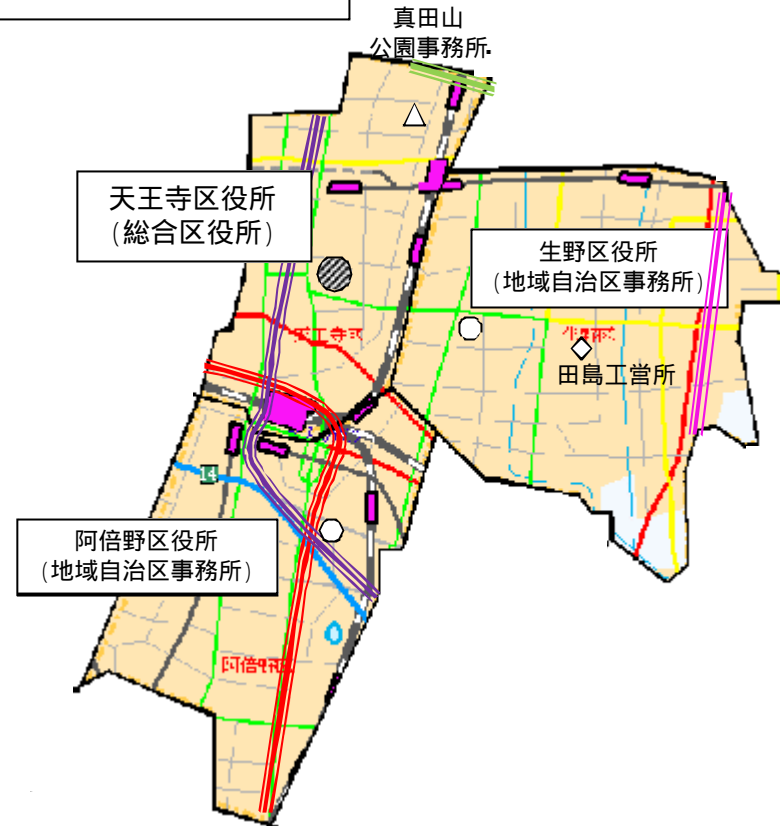 真田山
公園事務所
天王寺区役所
(総合区役所)
生野区役所
(地域自治区事務所)
田島工営所
阿倍野区役所
(地域自治区事務所)